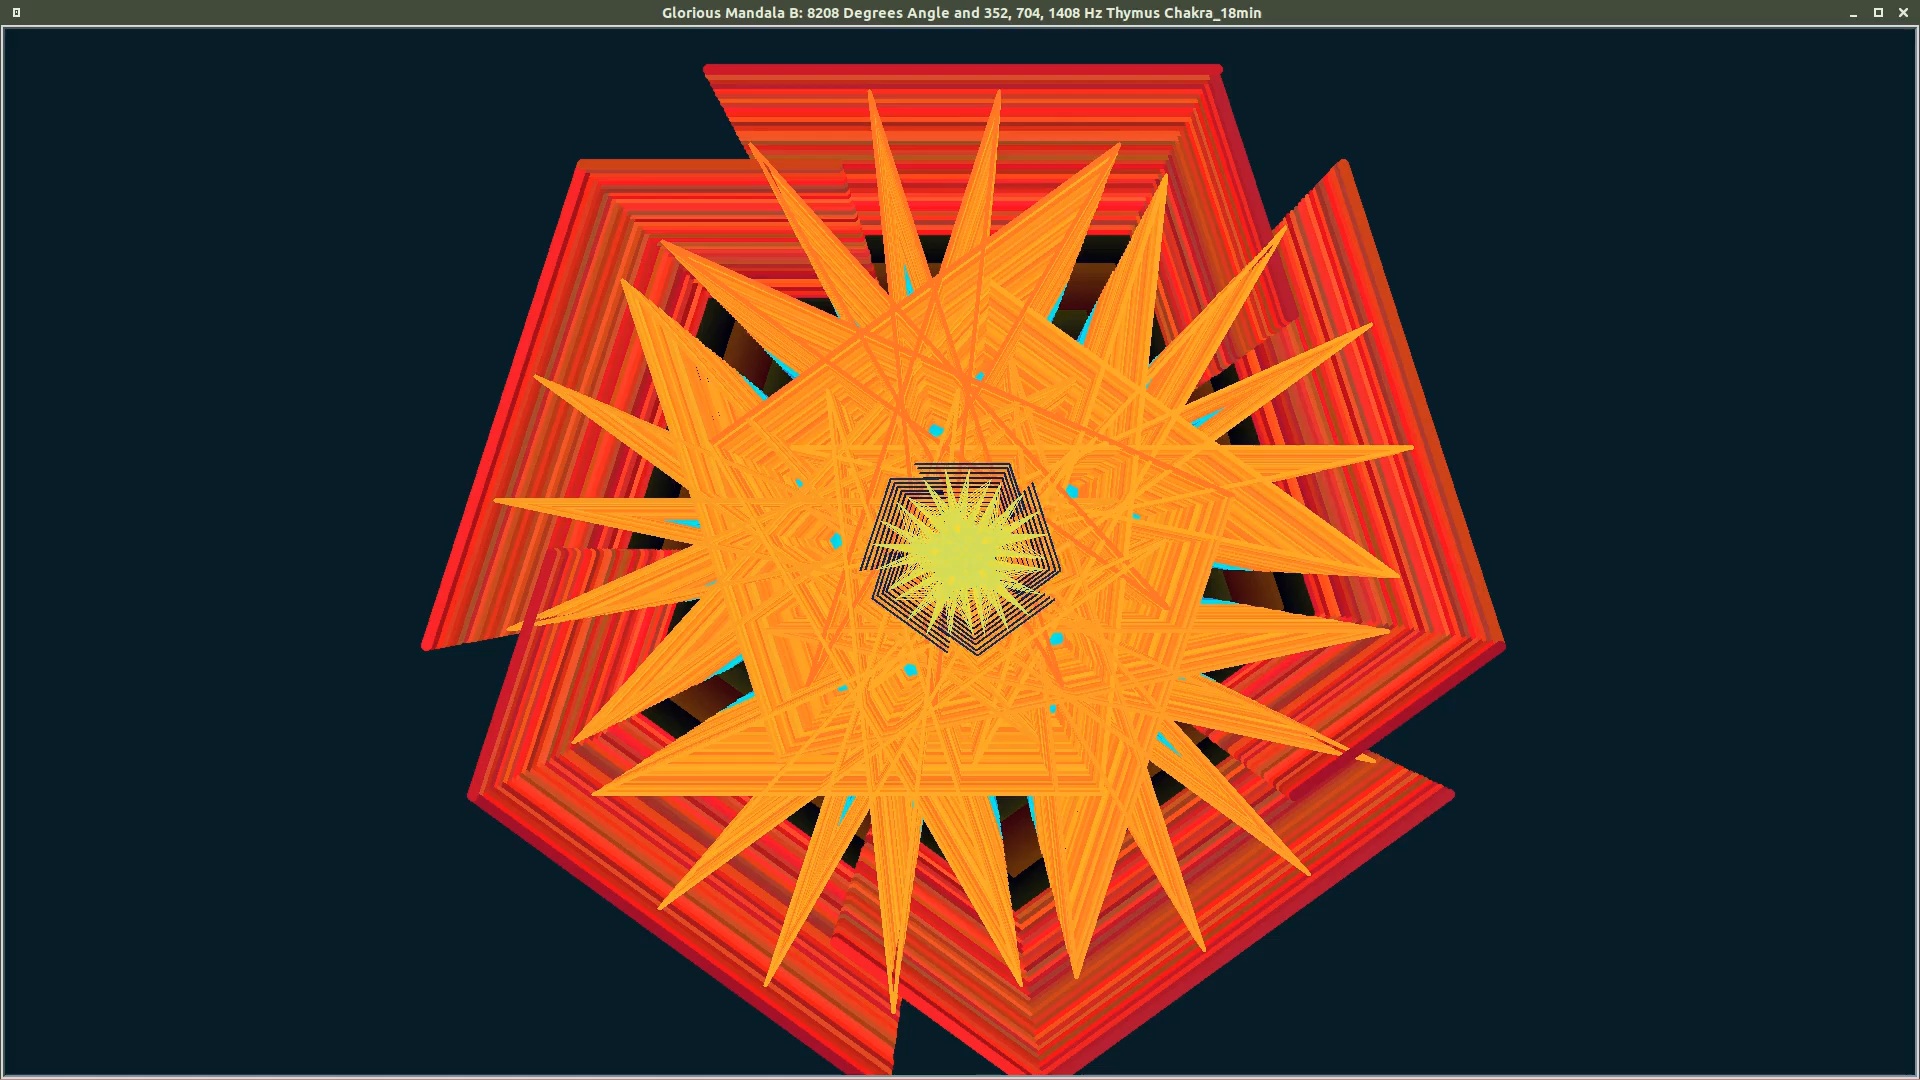 Glorious Mandala B: 8208 Degrees Angle and 352, 704, 1408 Hz Thymus Chakra_18min